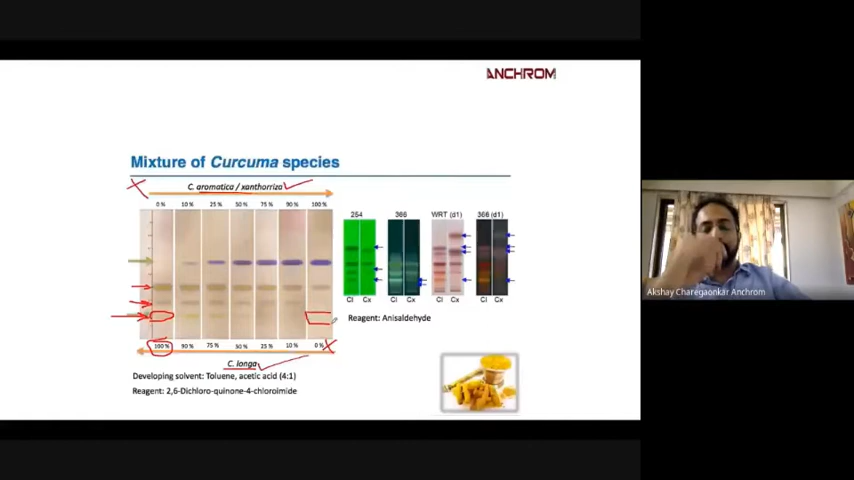 ANCHROM
Mixture of Curcuma species
C. aromatica / xanthorriza
0 % 10 % 25 % 50 % 75 % 90 % 100 %
254 366 WRT (d1) 366 (d1)
Cl Cx Cl Cx Cl Cx Cl Cx
Akshay Charegaonkar Anchrom
Reagent: Anisaldehyde
100 % 90 % 75 % 50 % 25 % 10 % 0 %
C. longa
Developing solvent: Toluene, acetic acid (4:1)
Reagent: 2,6-Dichloro-quinone-4-chloroimide